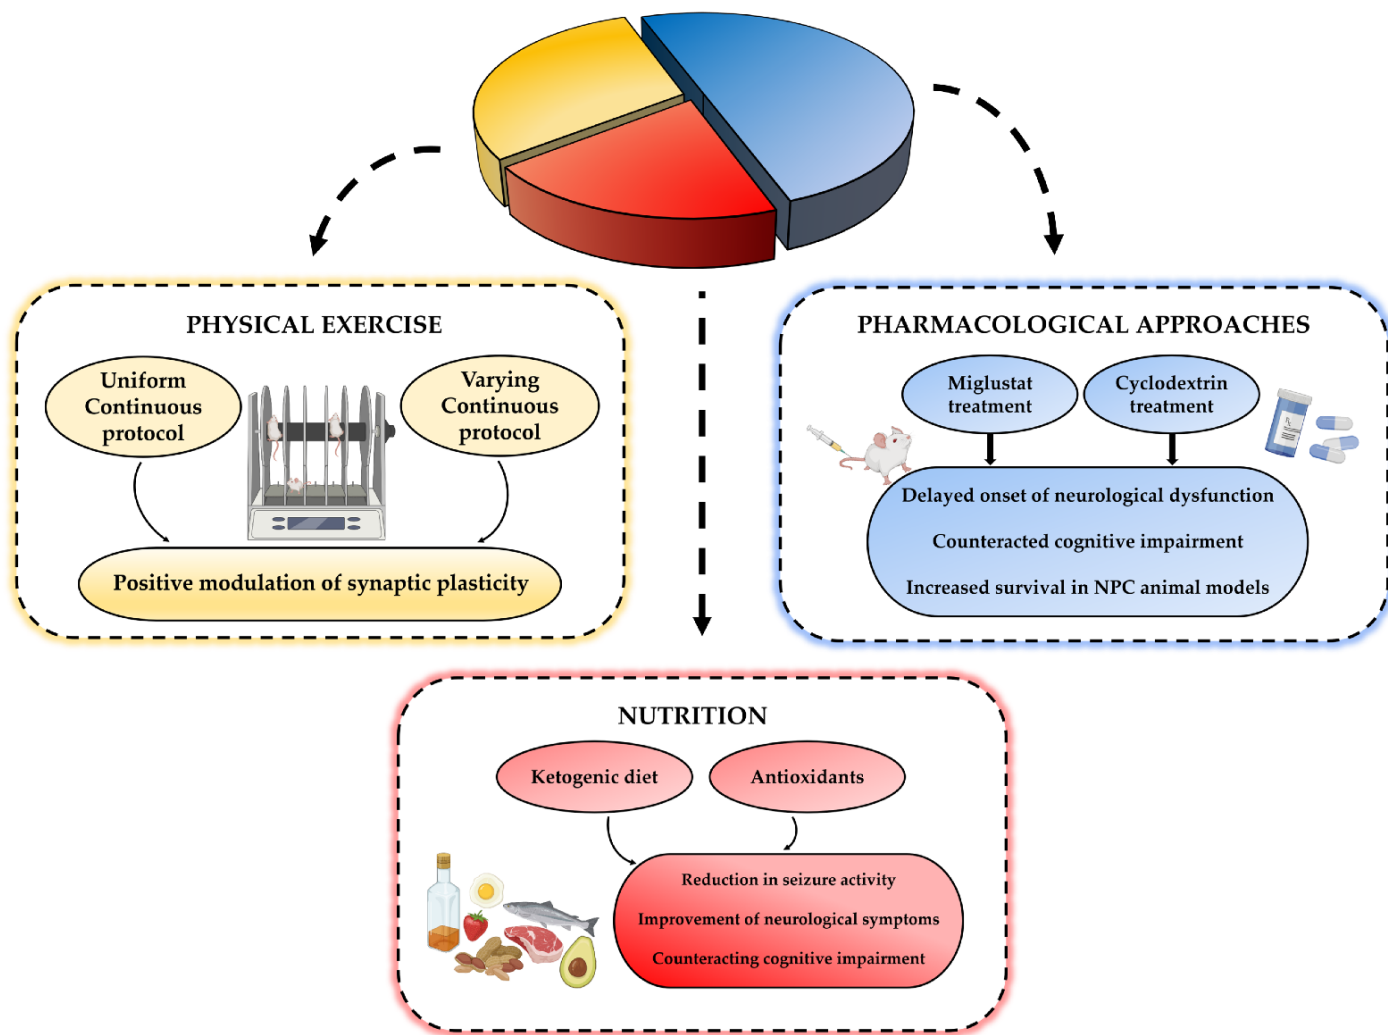 PHYSICAL EXERCISE
Uniform
Continuous
protocol
Varying
Continuous
protocol
Positive modulation of synaptic plasticity
PHARMACOLOGICAL APPROACHES
Miglustat
treatment
Cyclodextrin
treatment
Delayed onset of neurological dysfunction
Counteracted cognitive impairment
Increased survival in NPC animal models
NUTRITION
Ketogenic diet
Antioxidants
Reduction in seizure activity
Improvement of neurological symptoms
Counteracting cognitive impairment